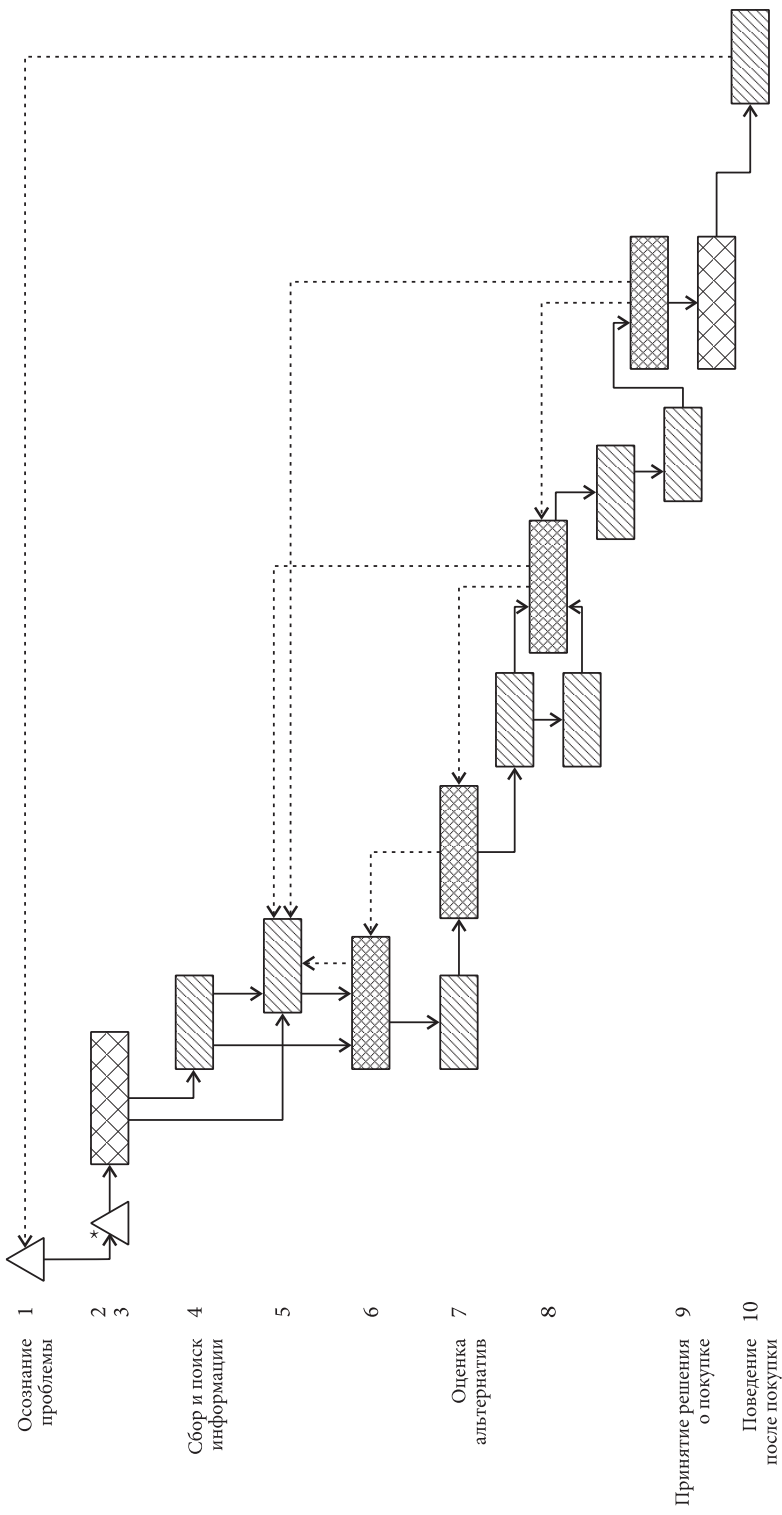 Осознание
проблемы
1
2
3
*
Сбор и поиск
информации
4
5
6
Оценка
альтернатив
7
8
Принятие решения
о покупке
9
Поведение
после покупки
10